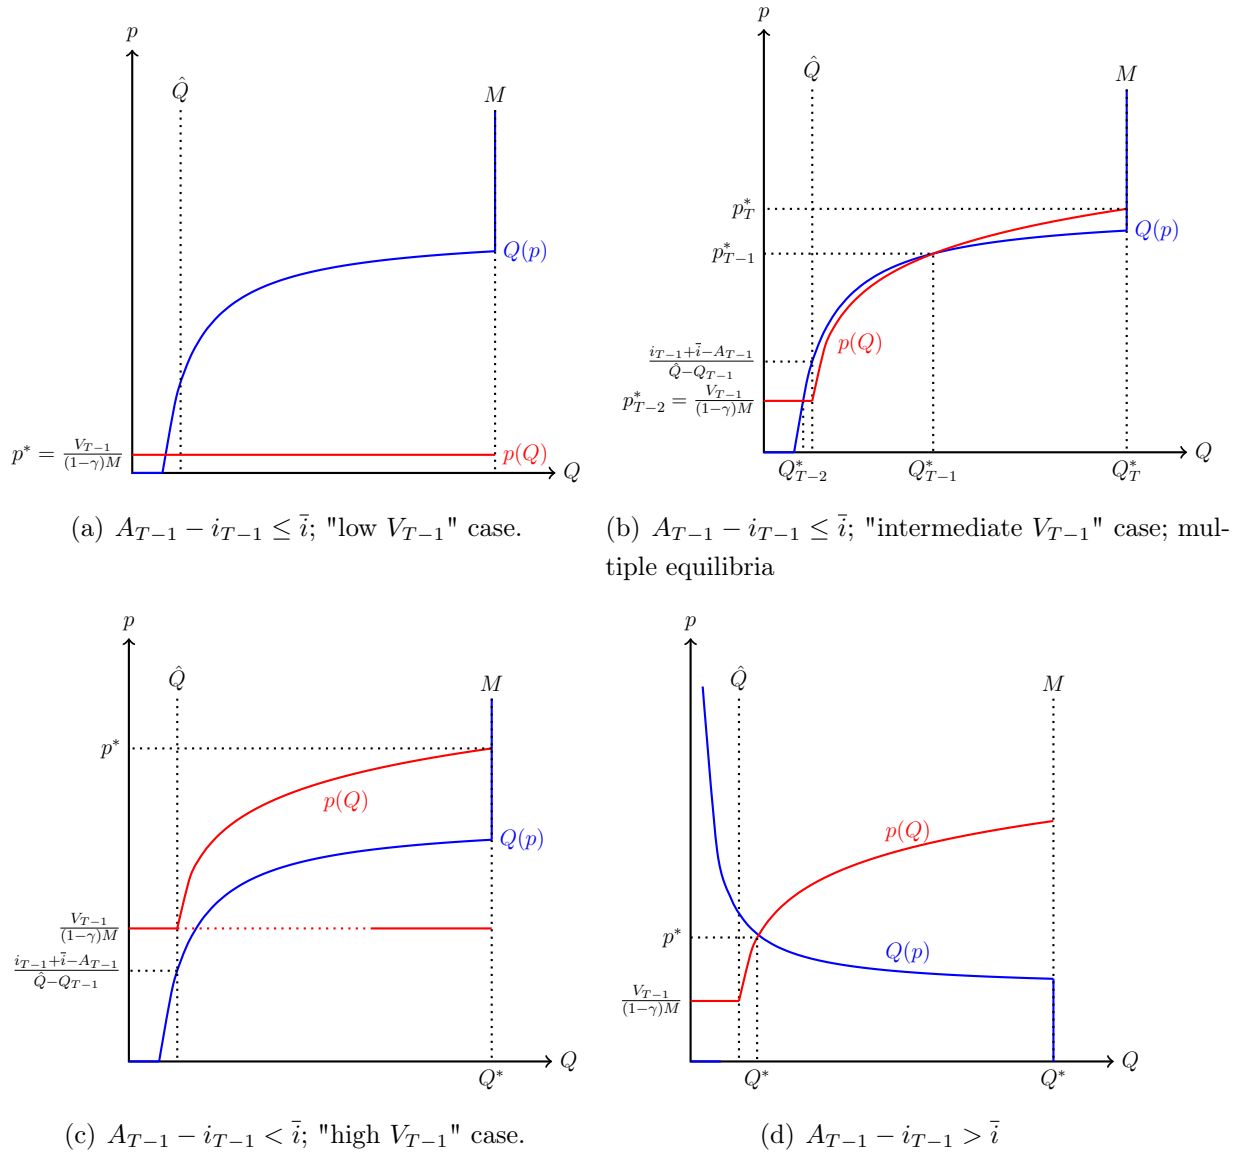 p
Q̂
M
Q(p)
p* = V_{T−1}/((1−γ)M)
p(Q)
Q
(a) A_{T−1} − i_{T−1} ≤ ī; "low V_{T−1}" case.
p
Q̂
M
p*_T
Q(p)
p*_{T−1}
p(Q)
(i_{T−1}+ī−A_{T−1})/(Q̂−Q_{T−1})
p*_{T−2} = V_{T−1}/((1−γ)M)
Q
Q*_{T−2}
Q*_{T−1}
Q*_T
(b) A_{T−1} − i_{T−1} ≤ ī; "intermediate V_{T−1}" case; mul-
tiple equilibria
p
Q̂
M
p*
p(Q)
Q(p)
V_{T−1}/((1−γ)M)
(i_{T−1}+ī−A_{T−1})/(Q̂−Q_{T−1})
Q
Q*
(c) A_{T−1} − i_{T−1} < ī; "high V_{T−1}" case.
p
Q̂
M
p(Q)
p*
Q(p)
V_{T−1}/((1−γ)M)
Q
Q*
Q*
(d) A_{T−1} − i_{T−1} > ī